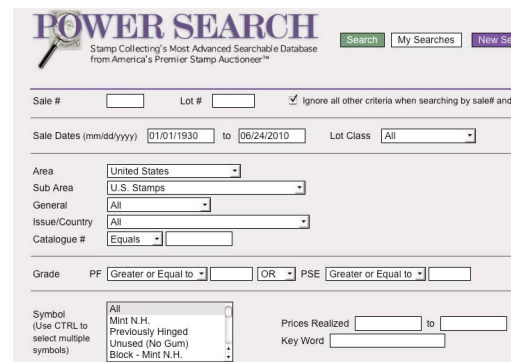 POWER SEARCH
Stamp Collecting's Most Advanced Searchable Database
from America's Premier Stamp Auctioneer™
Search My Searches New
Sale # Lot # Ignore all other criteria when searching by sale# and
Sale Dates (mm/dd/yyyy) 01/01/1930 to 06/24/2010 Lot Class All
Area United States
Sub Area U.S. Stamps
General All
Issue/Country All
Catalogue # Equals
Grade PF Greater or Equal to OR PSE Greater or Equal to
Symbol
(Use CTRL to
select multiple
symbols)
All
Mint N.H.
Previously Hinged
Unused (No Gum)
Block - Mint N.H.
Prices Realized to
Key Word